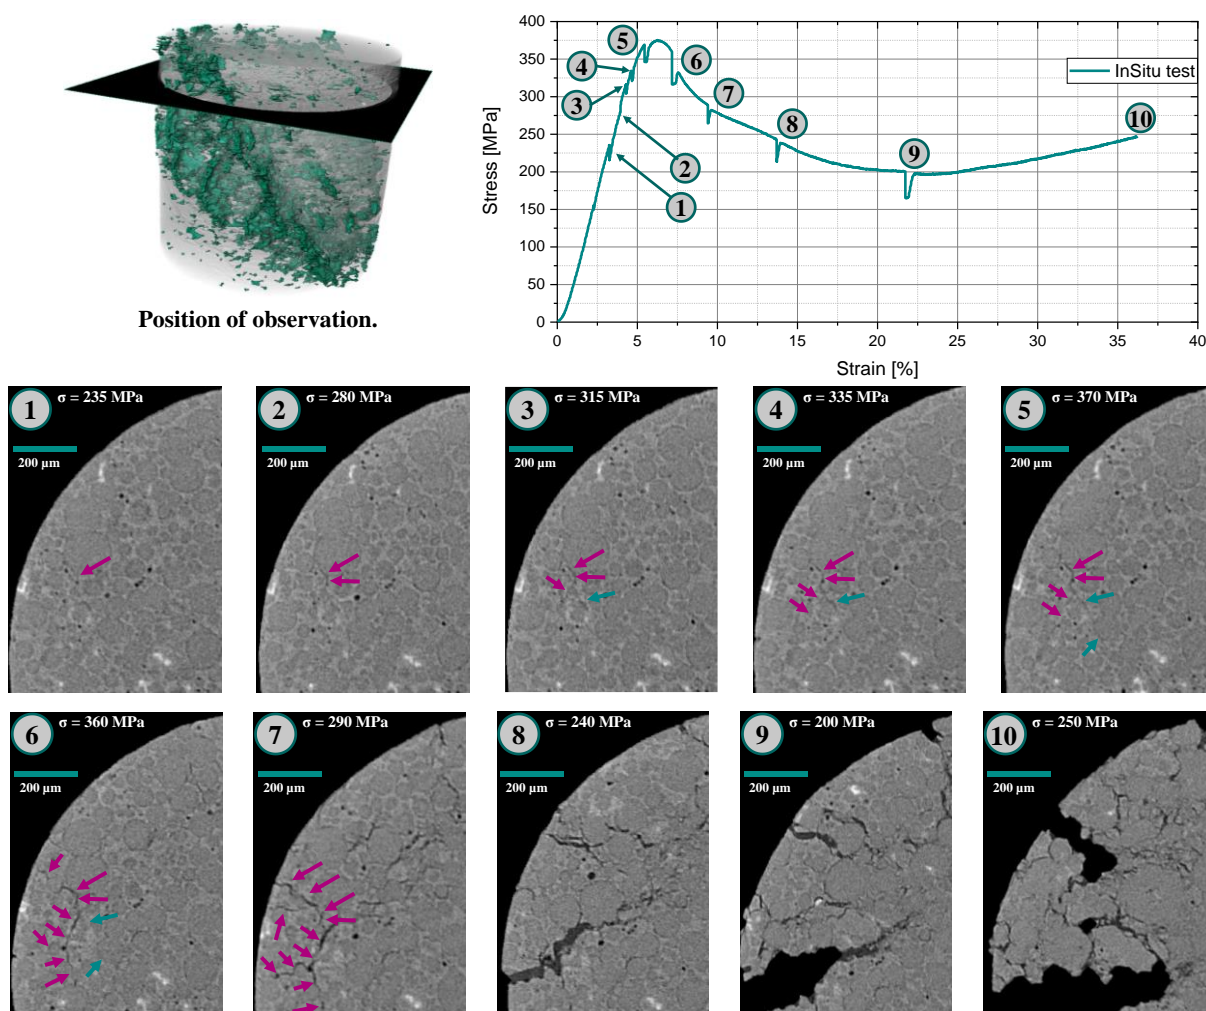 Position of observation.
400
350
300
250
200
150
100
50
0
Stress [MPa]
0 5 10 15 20 25 30 35 40
Strain [%]
InSitu test
5
4
3
6
7
8
2
1
9
10
1 σ = 235 MPa
200 µm
2 σ = 280 MPa
200 µm
3 σ = 315 MPa
200 µm
4 σ = 335 MPa
200 µm
5 σ = 370 MPa
200 µm
6 σ = 360 MPa
200 µm
7 σ = 290 MPa
200 µm
8 σ = 240 MPa
200 µm
9 σ = 200 MPa
200 µm
10 σ = 250 MPa
200 µm